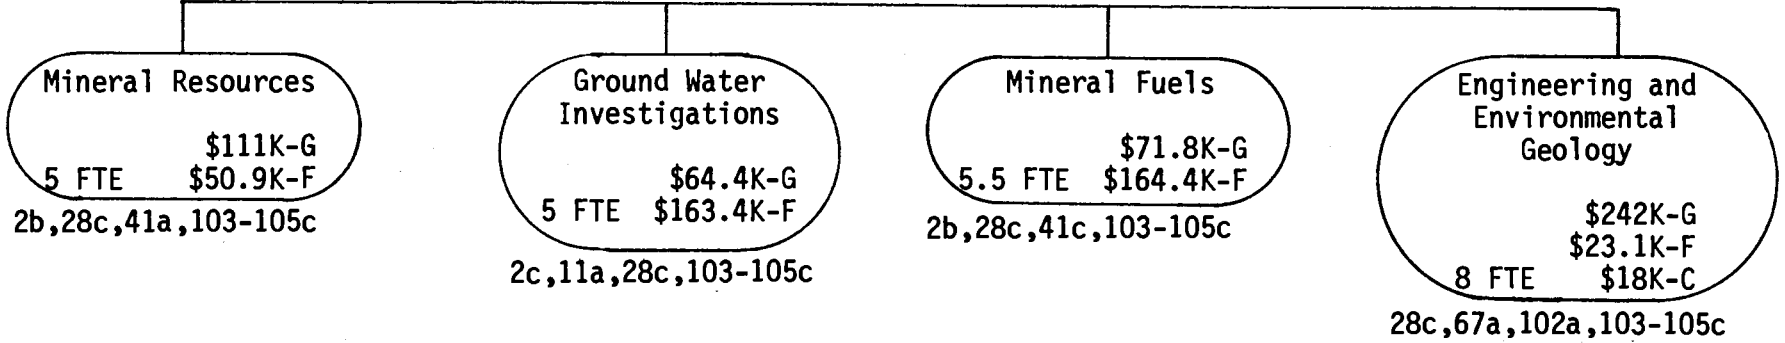 Mineral Resources
$111K-G
5 FTE $50.9K-F
2b,28c,41a,103-105c
Ground Water
Investigations
$64.4K-G
5 FTE $163.4K-F
2c,11a,28c,103-105c
Mineral Fuels
$71.8K-G
5.5 FTE $164.4K-F
2b,28c,41c,103-105c
Engineering and
Environmental
Geology
$242K-G
$23.1K-F
8 FTE $18K-C
28c,67a,102a,103-105c